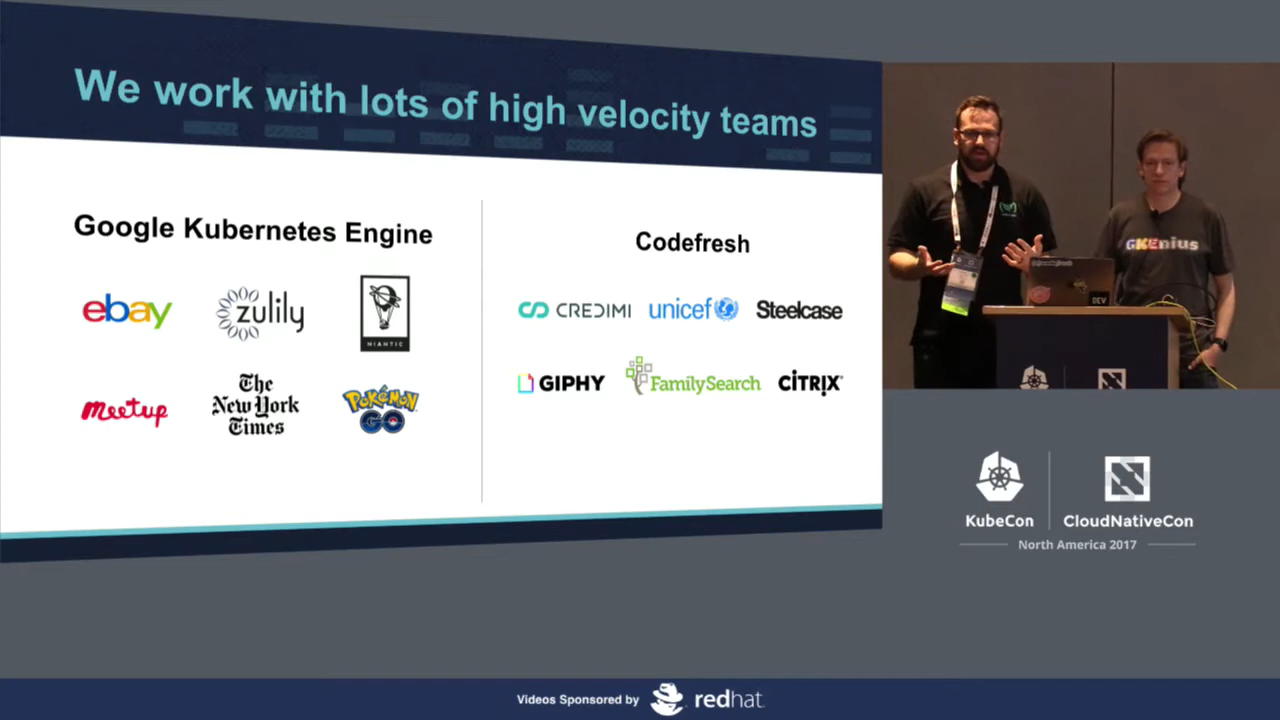 We work with lots of high velocity teams
Google Kubernetes Engine
ebay
zulily
NIANTIC
meetup
The
New York
Times
POKÉMON
GO
Codefresh
CREDIMI
unicef
Steelcase
GIPHY
FamilySearch
CITRIX®
GKEnius
DEV
KubeCon
CloudNativeCon
North America 2017
Videos Sponsored by
redhat.